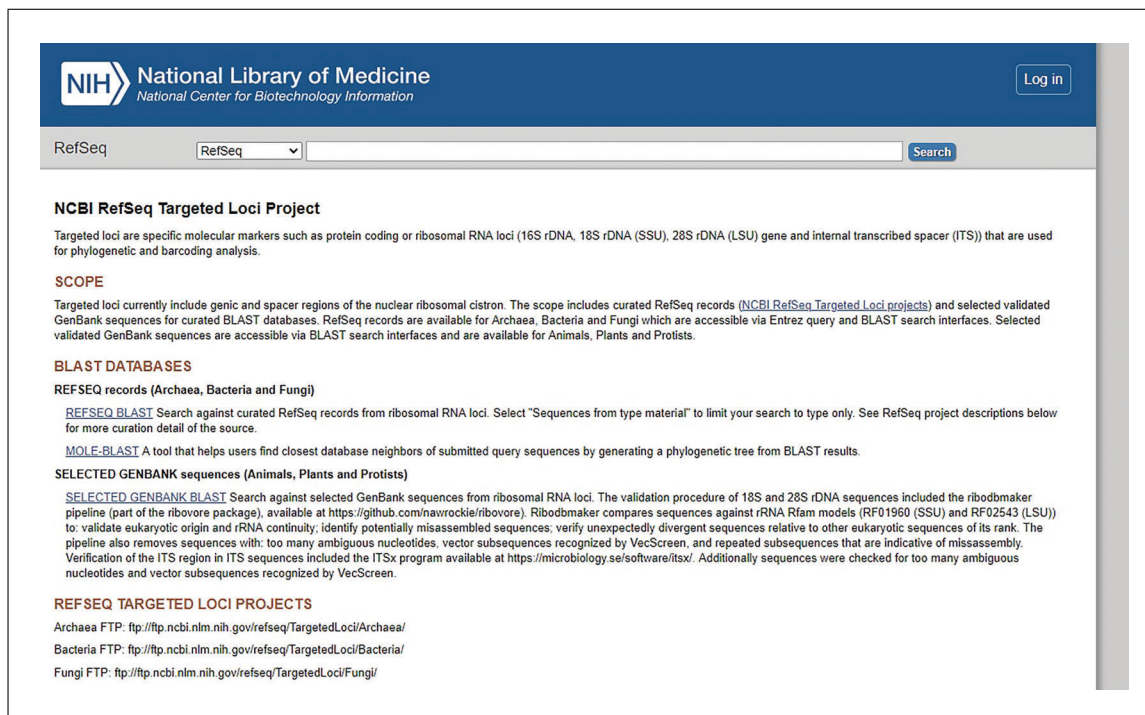 NIH National Library of Medicine
National Center for Biotechnology Information
Log in
RefSeq
RefSeq
Search
NCBI RefSeq Targeted Loci Project
Targeted loci are specific molecular markers such as protein coding or ribosomal RNA loci (16S rDNA, 18S rDNA (SSU), 28S rDNA (LSU) gene and internal transcribed spacer (ITS)) that are used
for phylogenetic and barcoding analysis.
SCOPE
Targeted loci currently include genic and spacer regions of the nuclear ribosomal cistron. The scope includes curated RefSeq records (NCBI RefSeq Targeted Loci projects) and selected validated
GenBank sequences for curated BLAST databases. RefSeq records are available for Archaea, Bacteria and Fungi which are accessible via Entrez query and BLAST search interfaces. Selected
validated GenBank sequences are accessible via BLAST search interfaces and are available for Animals, Plants and Protists.
BLAST DATABASES
REFSEQ records (Archaea, Bacteria and Fungi)
REFSEQ BLAST Search against curated RefSeq records from ribosomal RNA loci. Select "Sequences from type material" to limit your search to type only. See RefSeq project descriptions below
for more curation detail of the source.
MOLE-BLAST A tool that helps users find closest database neighbors of submitted query sequences by generating a phylogenetic tree from BLAST results.
SELECTED GENBANK sequences (Animals, Plants and Protists)
SELECTED GENBANK BLAST Search against selected GenBank sequences from ribosomal RNA loci. The validation procedure of 18S and 28S rDNA sequences included the ribodbmaker
pipeline (part of the ribovore package), available at https://github.com/nawrockie/ribovore). Ribodbmaker compares sequences against rRNA Rfam models (RF01960 (SSU) and RF02543 (LSU))
to: validate eukaryotic origin and rRNA continuity; identify potentially misassembled sequences; verify unexpectedly divergent sequences relative to other eukaryotic sequences of its rank. The
pipeline also removes sequences with: too many ambiguous nucleotides, vector subsequences recognized by VecScreen, and repeated subsequences that are indicative of missassembly.
Verification of the ITS region in ITS sequences included the ITSx program available at https://microbiology.se/software/itsx/. Additionally sequences were checked for too many ambiguous
nucleotides and vector subsequences recognized by VecScreen.
REFSEQ TARGETED LOCI PROJECTS
Archaea FTP: ftp://ftp.ncbi.nlm.nih.gov/refseq/TargetedLoci/Archaea/
Bacteria FTP: ftp://ftp.ncbi.nlm.nih.gov/refseq/TargetedLoci/Bacteria/
Fungi FTP: ftp://ftp.ncbi.nlm.nih.gov/refseq/TargetedLoci/Fungi/